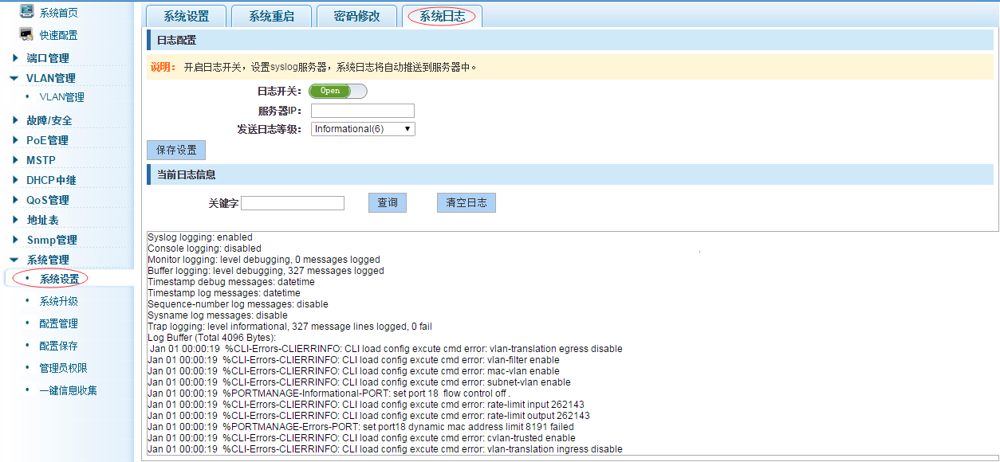 系统首页
快速配置
端口管理
VLAN管理
VLAN管理
故障/安全
PoE管理
MSTP
DHCP中继
QoS管理
地址表
Snmp管理
系统管理
系统设置
系统升级
配置管理
配置保存
管理员权限
一键信息收集
系统设置 系统重启 密码修改 系统日志
日志配置
说明： 开启日志开关，设置syslog服务器，系统日志将自动推送到服务器中。
日志开关： Open
服务器IP：
发送日志等级： Informational(6)
保存设置
当前日志信息
关键字 查询 清空日志
Syslog logging: enabled
Console logging: disabled
Monitor logging: level debugging, 0 messages logged
Buffer logging: level debugging, 327 messages logged
Timestamp debug messages: datetime
Timestamp log messages: datetime
Sequence-number log messages: disable
Sysname log messages: disable
Trap logging: level informational, 327 message lines logged, 0 fail
Log Buffer (Total 4096 Bytes):
Jan 01 00:00:19 %CLI-Errors-CLIERRINFO: CLI load config excute cmd error: vlan-translation egress disable
Jan 01 00:00:19 %CLI-Errors-CLIERRINFO: CLI load config excute cmd error: vlan-filter enable
Jan 01 00:00:19 %CLI-Errors-CLIERRINFO: CLI load config excute cmd error: mac-vlan enable
Jan 01 00:00:19 %CLI-Errors-CLIERRINFO: CLI load config excute cmd error: subnet-vlan enable
Jan 01 00:00:19 %PORTMANAGE-Informational-PORT: set port 18 flow control off .
Jan 01 00:00:19 %CLI-Errors-CLIERRINFO: CLI load config excute cmd error: rate-limit input 262143
Jan 01 00:00:19 %CLI-Errors-CLIERRINFO: CLI load config excute cmd error: rate-limit output 262143
Jan 01 00:00:19 %PORTMANAGE-Errors-PORT: set port18 dynamic mac address limit 8191 failed
Jan 01 00:00:19 %CLI-Errors-CLIERRINFO: CLI load config excute cmd error: cvlan-trusted enable
Jan 01 00:00:19 %CLI-Errors-CLIERRINFO: CLI load config excute cmd error: vlan-translation ingress disable